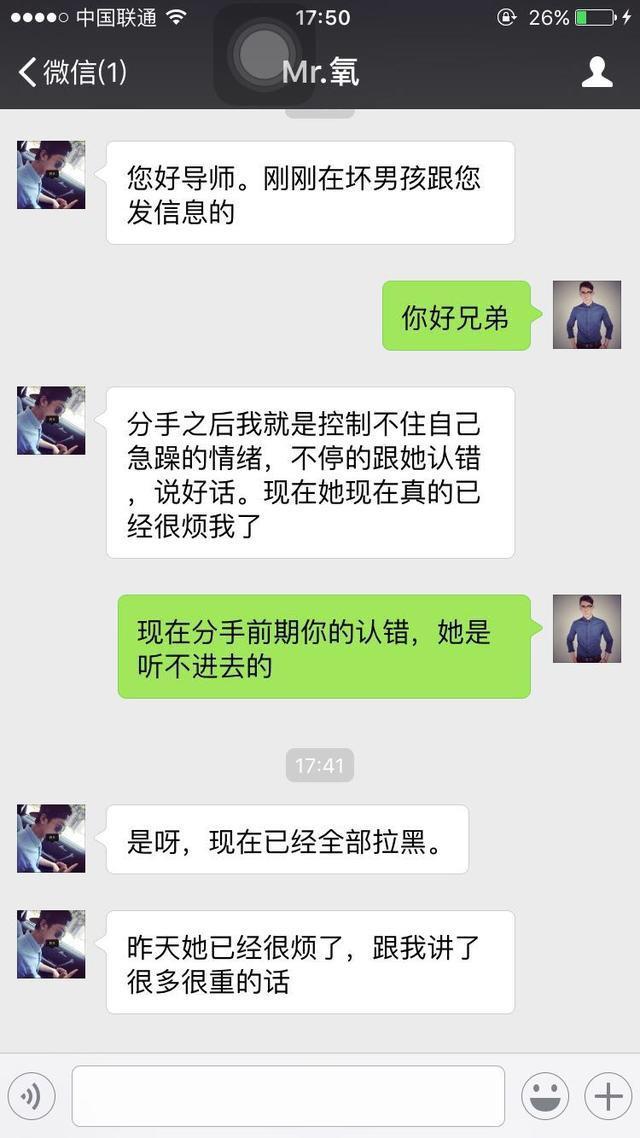 中国联通
17:50
26%
微信(1)
Mr.氧
您好导师。刚刚在坏男孩跟您
发信息的
你好兄弟
分手之后我就是控制不住自己
急躁的情绪，不停的跟她认错
，说好话。现在她现在真的已
经很烦我了
现在分手前期你的认错，她是
听不进去的
17:41
是呀，现在已经全部拉黑。
昨天她已经很烦了，跟我讲了
很多很重的话